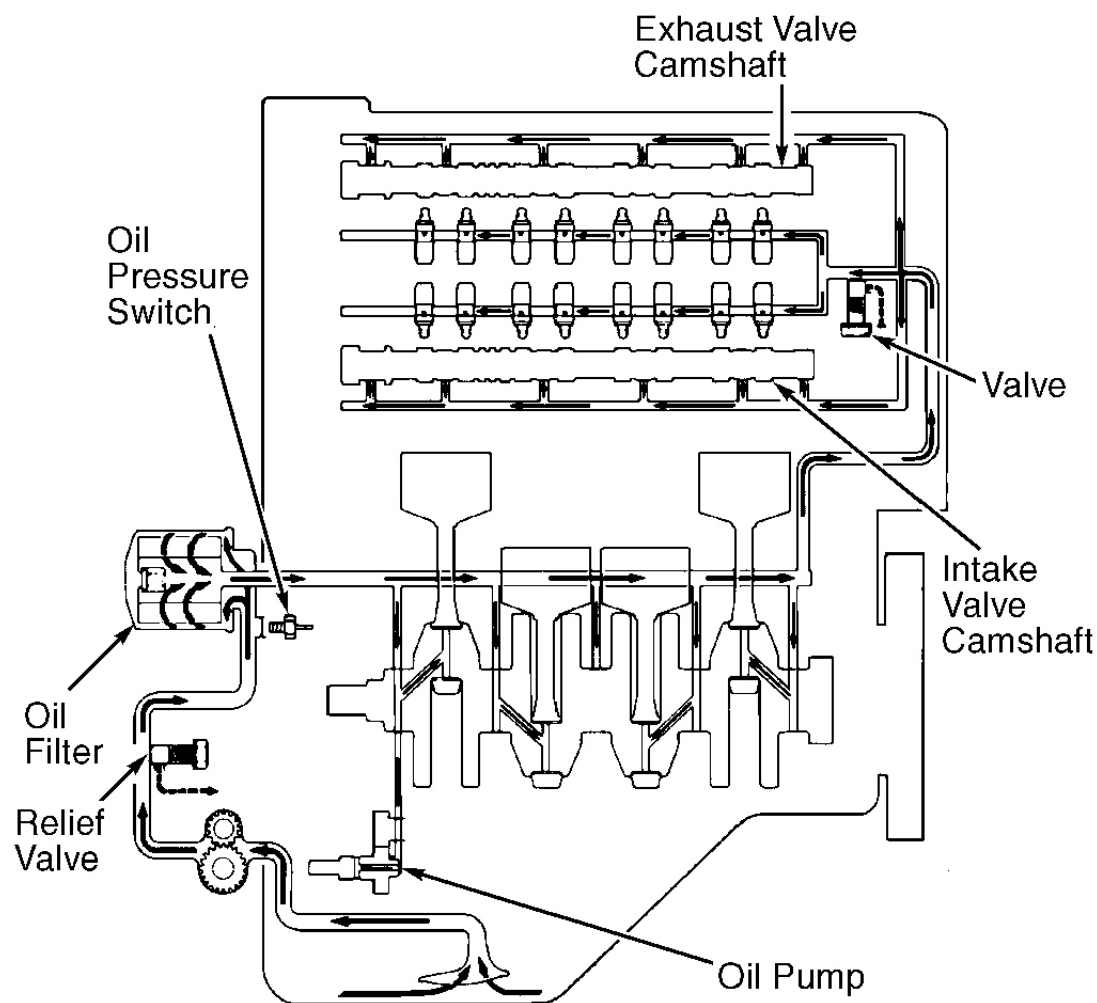 Exhaust Valve
Camshaft
Oil
Pressure
Switch
Valve
Intake
Valve
Camshaft
Oil
Filter
Relief
Valve
Oil Pump